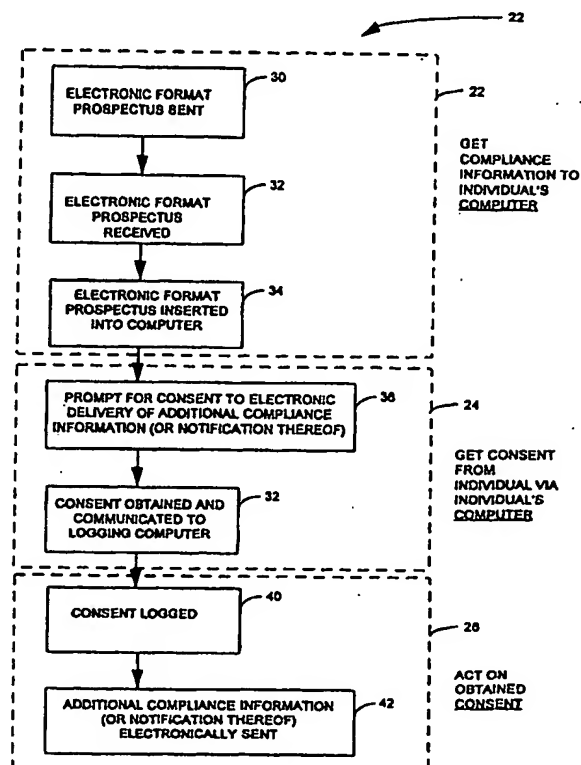 22
ELECTRONIC FORMAT
PROSPECTUS SENT
30
22
GET
COMPLIANCE
INFORMATION TO
INDIVIDUAL'S
COMPUTER
ELECTRONIC FORMAT
PROSPECTUS
RECEIVED
32
ELECTRONIC FORMAT
PROSPECTUS INSERTED
INTO COMPUTER
34
PROMPT FOR CONSENT TO ELECTRONIC
DELIVERY OF ADDITIONAL COMPLIANCE
INFORMATION (OR NOTIFICATION THEREOF)
36
24
GET CONSENT
FROM
INDIVIDUAL VIA
INDIVIDUAL'S
COMPUTER
CONSENT OBTAINED AND
COMMUNICATED TO
LOGGING COMPUTER
32
CONSENT LOGGED
40
26
ACT ON
OBTAINED
CONSENT
ADDITIONAL COMPLIANCE INFORMATION
(OR NOTIFICATION THEREOF)
ELECTRONICALLY SENT
42